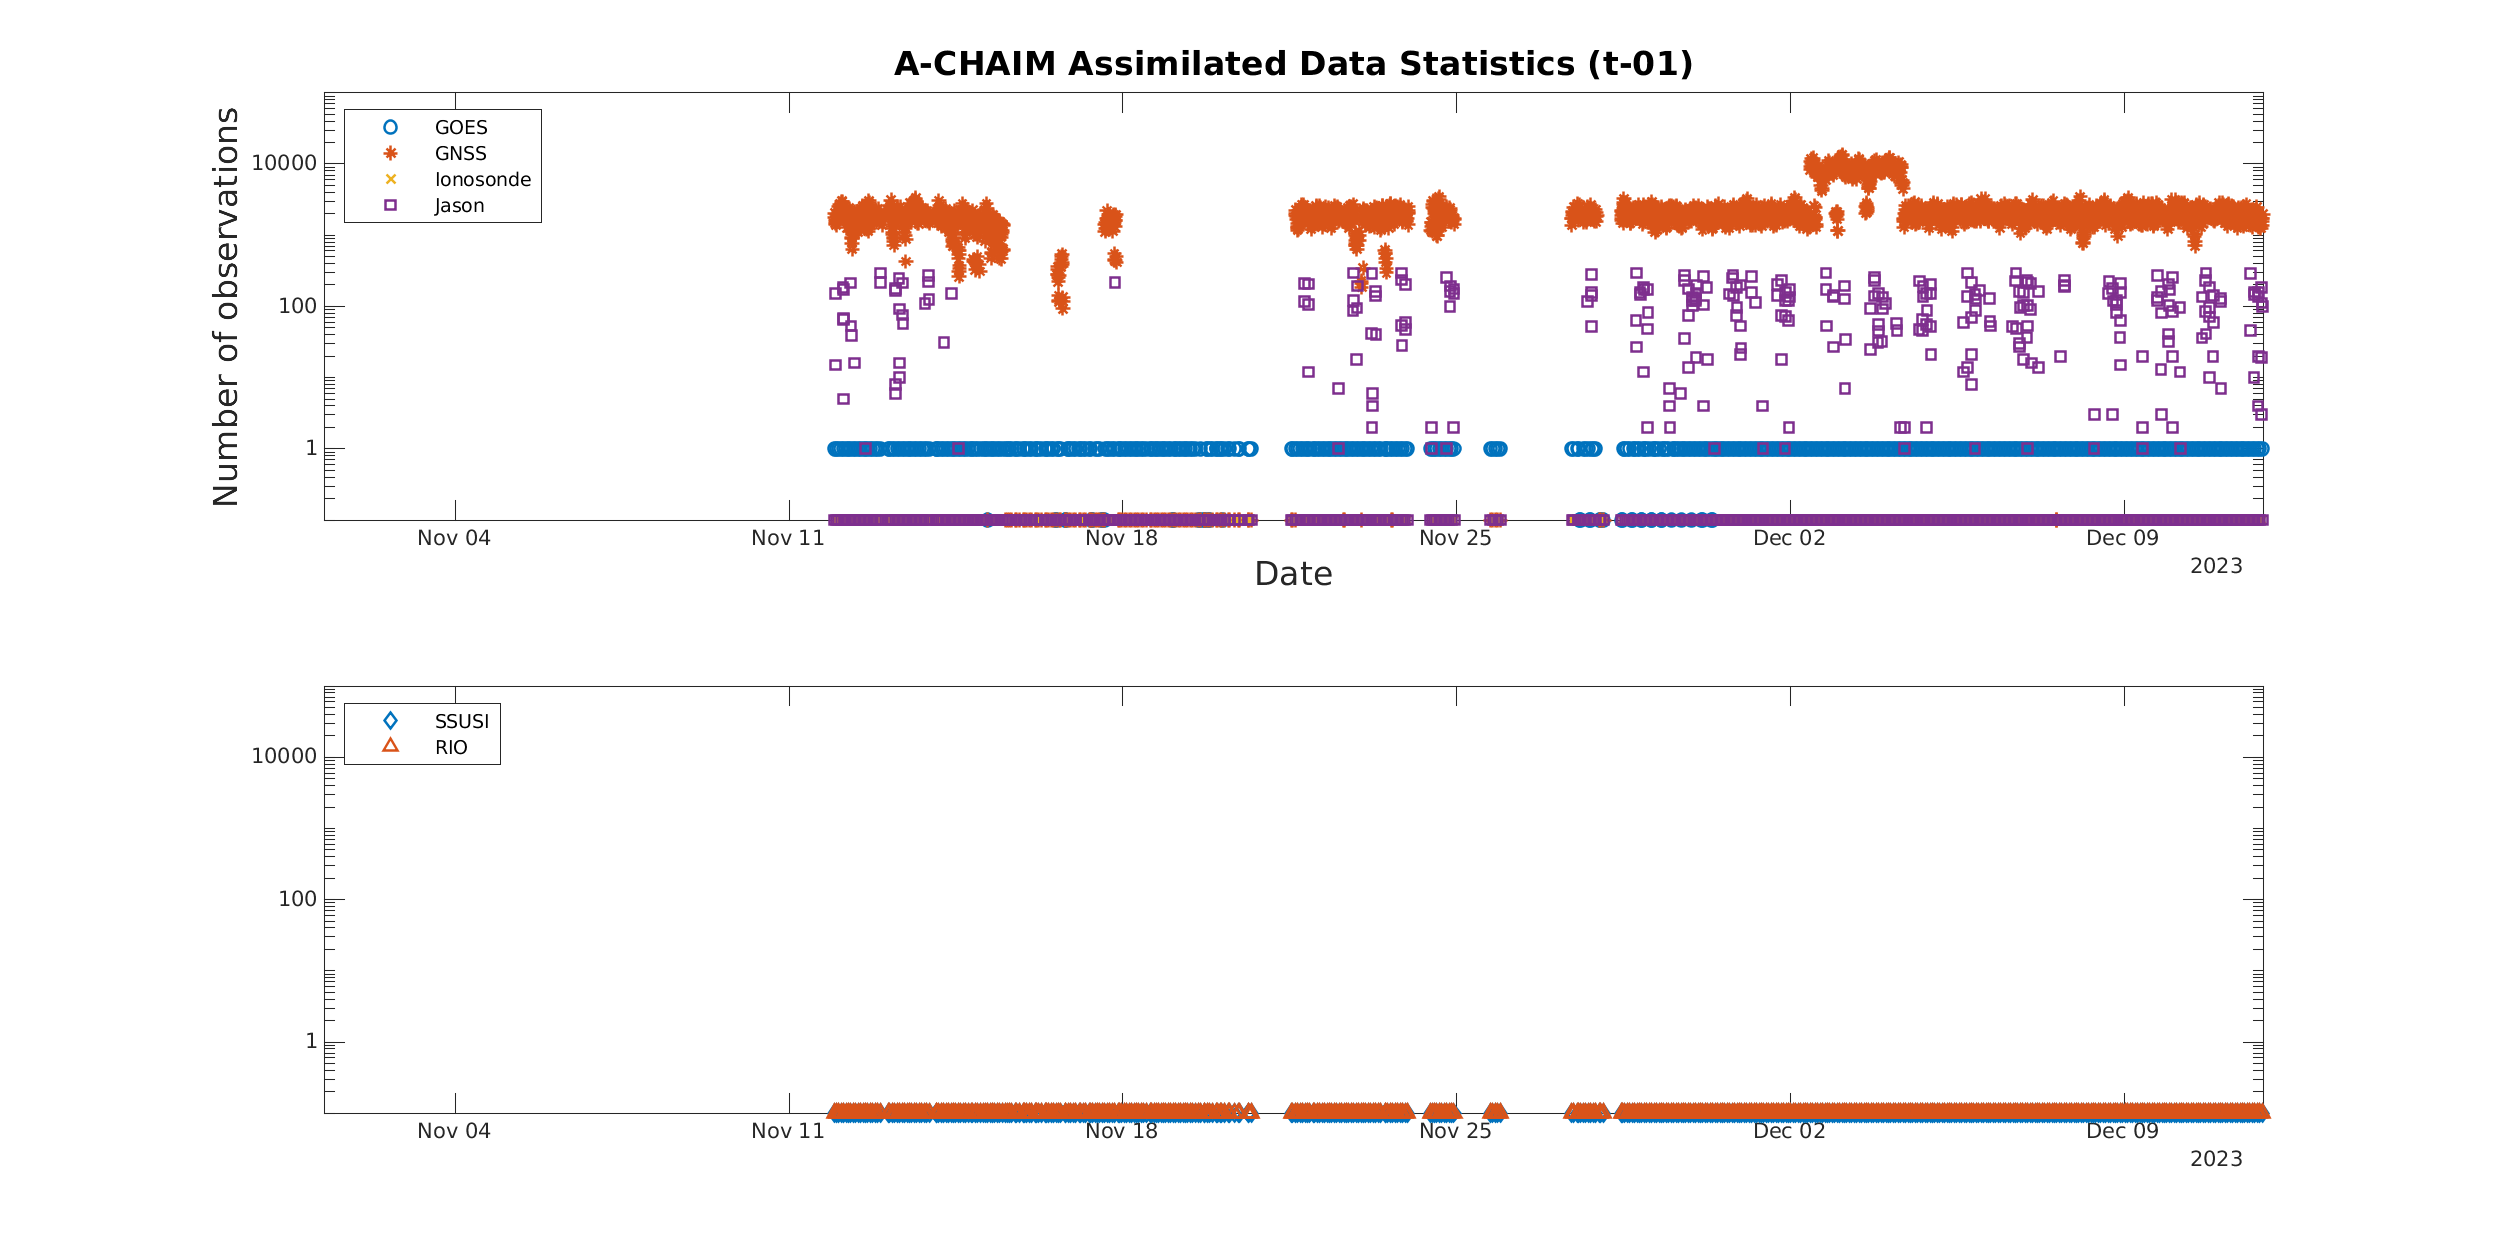 A-CHAIM Assimilated Data Statistics (t-01)
Number of observations
10000
100
1
GOES
GNSS
Ionosonde
Jason
Nov 04
Nov 11
Nov 18
Nov 25
Dec 02
Dec 09
2023
Date
10000
100
1
SSUSI
RIO
Nov 04
Nov 11
Nov 18
Nov 25
Dec 02
Dec 09
2023